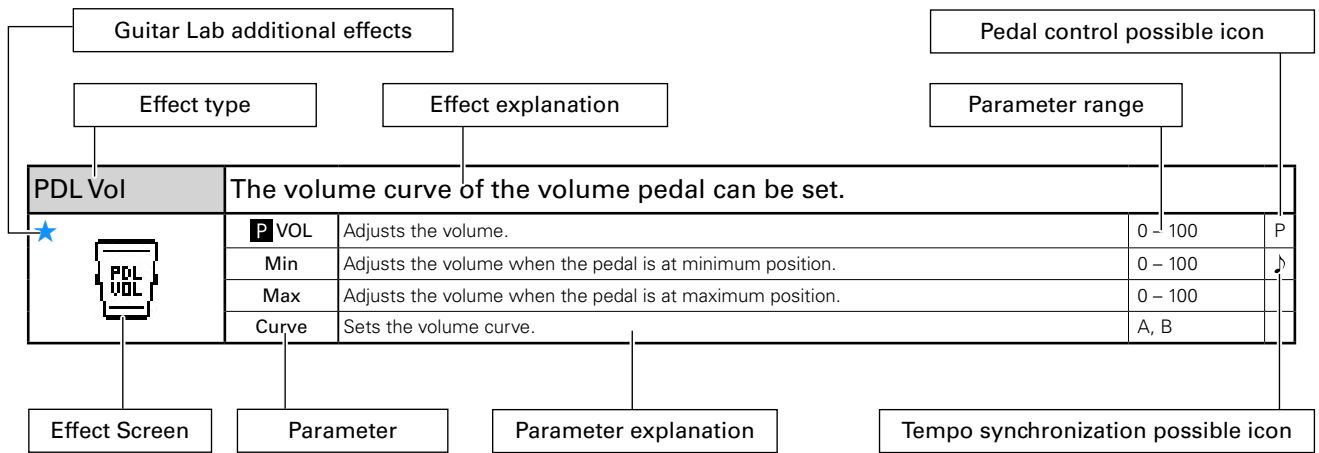 Guitar Lab additional effects
Pedal control possible icon
Effect type
Effect explanation
Parameter range
PDL Vol
The volume curve of the volume pedal can be set.
P VOL Adjusts the volume. 0 – 100 P
PDL
VOL
Min Adjusts the volume when the pedal is at minimum position. 0 – 100 ♪
Max Adjusts the volume when the pedal is at maximum position. 0 – 100
Curve Sets the volume curve. A, B
Effect Screen
Parameter
Parameter explanation
Tempo synchronization possible icon